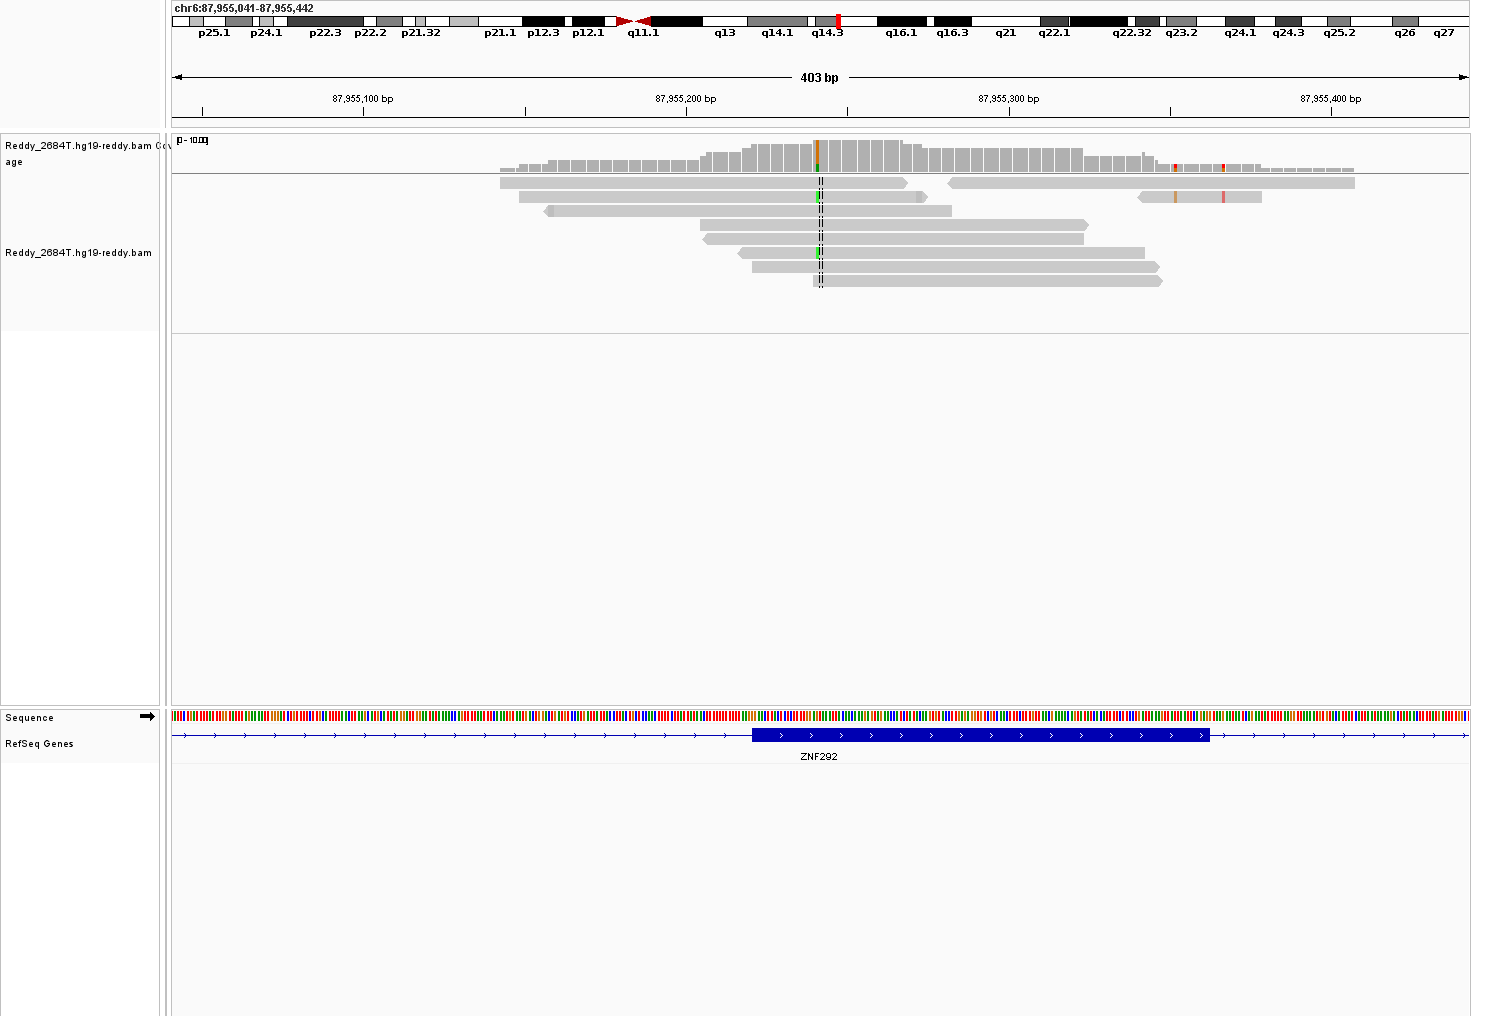 chr6:87,955,041-87,955,442
p25.1 p24.1 p22.3 p22.2 p21.32 p21.1 p12.3 p12.1 q11.1 q13 q14.1 q14.3 q16.1 q16.3 q21 q22.1 q22.32 q23.2 q24.1 q24.3 q25.2 q26 q27
403 bp
87,955,100 bp 87,955,200 bp 87,955,300 bp 87,955,400 bp
Reddy_2684T.hg19-reddy.bam Cov
age
[0 - 10.00]
Reddy_2684T.hg19-reddy.bam
Sequence
RefSeq Genes
ZNF292